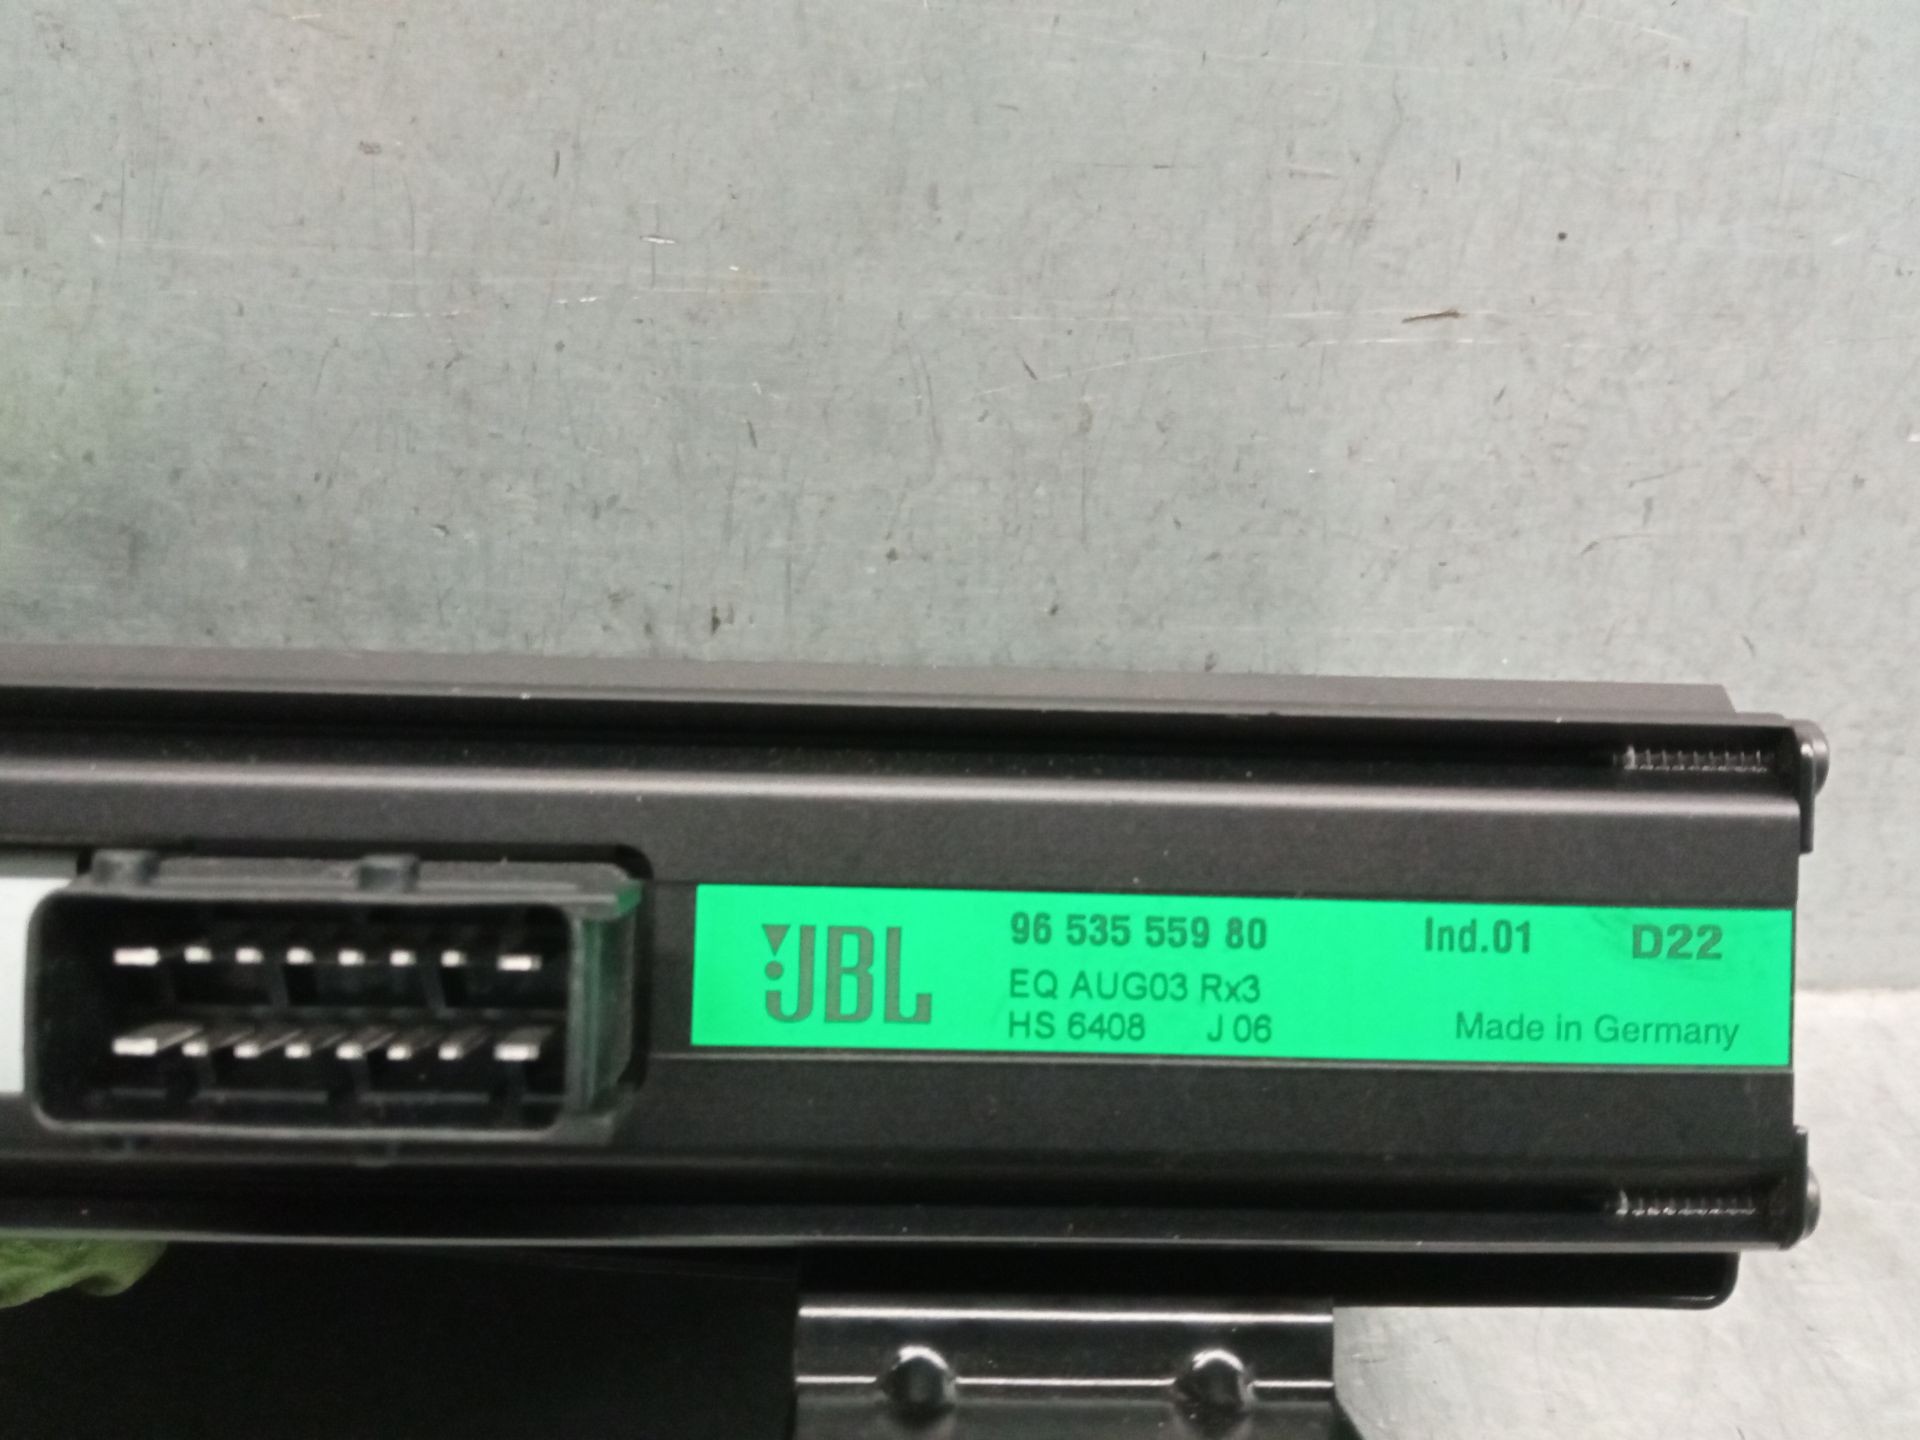 JBL
96 535 559 80 Ind.01 D22
EQ AUG03 Rx3
HS 6408 J 06 Made in Germany